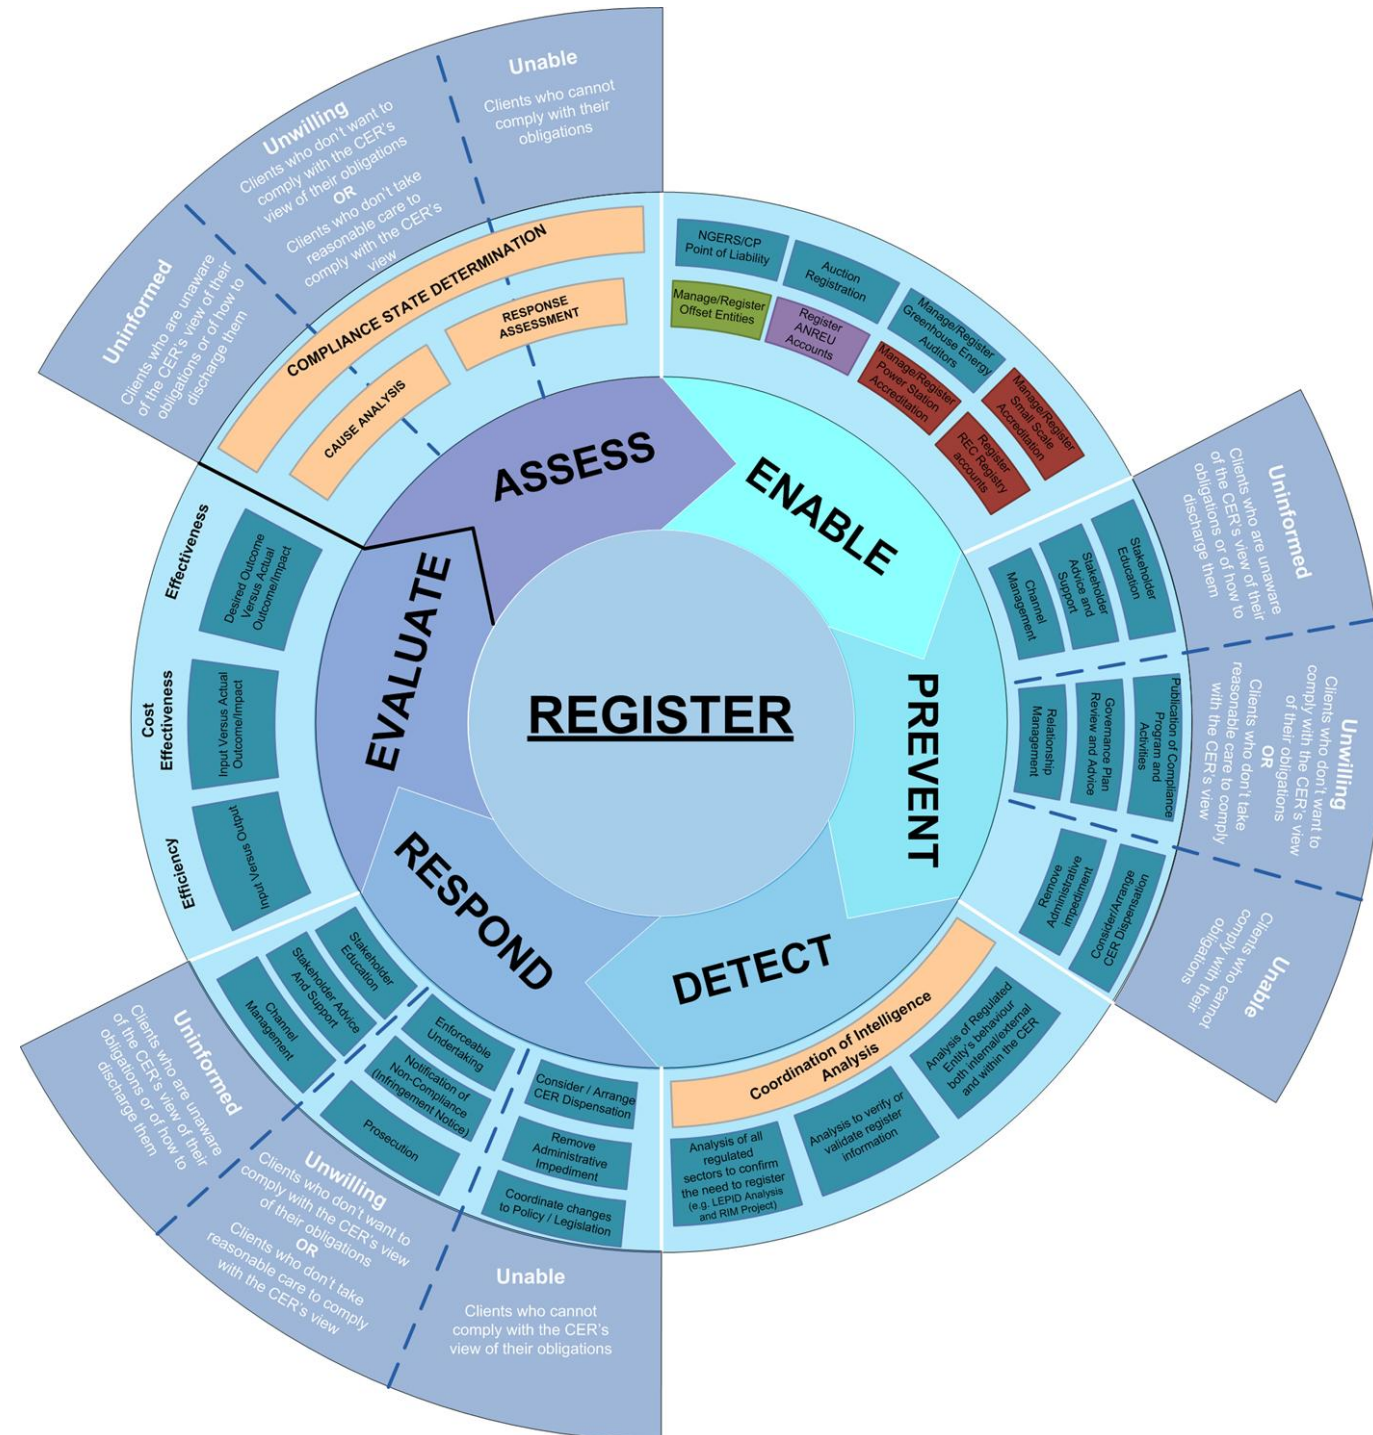 REGISTER
ASSESS
ENABLE
PREVENT
DETECT
RESPOND
EVALUATE
Uninformed
Clients who are unaware
of the CER's view of their
obligations or of how to
discharge them
Unwilling
Clients who don't want to
comply with the CER's
view of their obligations
OR
Clients who don't take
reasonable care to
comply with the CER's
view
Unable
Clients who cannot
comply with their
obligations
COMPLIANCE STATE DETERMINATION
CAUSE ANALYSIS
RESPONSE
ASSESSMENT
NGERS/CP
Point of Liability
Auction
Registration
Manage/Register
Greenhouse Energy
Auditors
Manage/Register
Small Scale
Accreditation
Manage/Register
Offset Entities
Register
ANREU
Accounts
Manage/Register
Power Station
Accreditation
Register
REC Registry
accounts
Stakeholder
Education
Stakeholder
Advice and
Support
Channel
Management
Publication of Compliance
Program and
Activities
Governance Plan
Review and Advice
Relationship
Management
Consider/Arrange
CER Dispensation
Remove
Administrative
impediment
Uninformed
Clients who are unaware
of the CER's view of their
obligations or of how to
discharge them
Unwilling
Clients who don't want to
comply with the CER's view
of their obligations
OR
Clients who don't take
reasonable care to comply
with the CER's view
Unable
Clients who cannot
comply with their
obligations
Coordination of Intelligence
Analysis
Analysis of Regulated
Entity's behaviour
both internal/external
and within the CER
Analysis to verify or
validate register
information
Analysis of all
regulated
sectors to confirm
the need to register
(e.g. LEPID Analysis
and RIM Project)
Consider / Arrange
CER Dispensation
Remove
Administrative
Impediment
Coordinate changes
to Policy / Legislation
Enforceable
Undertaking
Notification of
Non-Compliance
(Infringement Notice)
Prosecution
Stakeholder
Education
Stakeholder Advice
And Support
Channel
Management
Unable
Clients who cannot
comply with the CER's
view of their obligations
Unwilling
Clients who don't want to
comply with the CER's view
of their obligations
OR
Clients who don't take
reasonable care to comply
with the CER's view
Uninformed
Clients who are unaware
of the CER's view of their
obligations or of how to
discharge them
Efficiency
Input Versus Output
Cost
Effectiveness
Input Versus Actual
Outcome/Impact
Effectiveness
Desired Outcome
Versus Actual
Outcome/Impact